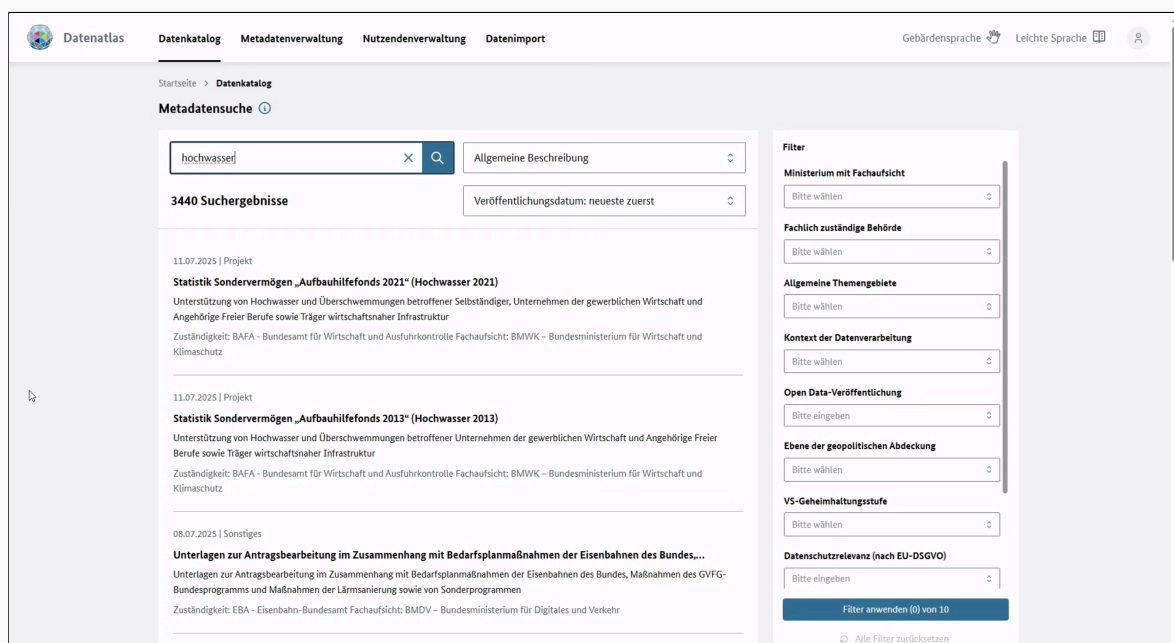 Datenatlas
Datenkatalog
Metadatenverwaltung
Nutzendenverwaltung
Datenimport
Gebärdensprache
Leichte Sprache
Startseite > Datenkatalog
Metadatensuche
hochwasser
Allgemeine Beschreibung
3440 Suchergebnisse
Veröffentlichungsdatum: neueste zuerst
11.07.2025 | Projekt
Statistik Sondervermögen „Aufbauhilfefonds 2021“ (Hochwasser 2021)
Unterstützung von Hochwasser und Überschwemmungen betroffener Selbständiger, Unternehmen der gewerblichen Wirtschaft und
Angehörige Freier Berufe sowie Träger wirtschaftsnaher Infrastruktur
Zuständigkeit: BAFA - Bundesamt für Wirtschaft und Ausfuhrkontrolle Fachaufsicht: BMWK – Bundesministerium für Wirtschaft und
Klimaschutz
11.07.2025 | Projekt
Statistik Sondervermögen „Aufbauhilfefonds 2013“ (Hochwasser 2013)
Unterstützung von Hochwasser und Überschwemmungen betroffener Unternehmen der gewerblichen Wirtschaft und Angehörige Freier
Berufe sowie Träger wirtschaftsnaher Infrastruktur
Zuständigkeit: BAFA - Bundesamt für Wirtschaft und Ausfuhrkontrolle Fachaufsicht: BMWK – Bundesministerium für Wirtschaft und
Klimaschutz
08.07.2025 | Sonstiges
Unterlagen zur Antragsbearbeitung im Zusammenhang mit Bedarfsplanmaßnahmen der Eisenbahnen des Bundes,...
Unterlagen zur Antragsbearbeitung im Zusammenhang mit Bedarfsplanmaßnahmen der Eisenbahnen des Bundes, Maßnahmen des GVFG-
Bundesprogramms und Maßnahmen der Lärmsanierung sowie von Sonderprogrammen
Zuständigkeit: EBA - Eisenbahn-Bundesamt Fachaufsicht: BMDV – Bundesministerium für Digitales und Verkehr
Filter
Ministerium mit Fachaufsicht
Bitte wählen
Fachlich zuständige Behörde
Bitte wählen
Allgemeine Themengebiete
Bitte wählen
Kontext der Datenverarbeitung
Bitte wählen
Open Data-Veröffentlichung
Bitte eingeben
Ebene der geopolitischen Abdeckung
Bitte wählen
VS-Geheimhaltungsstufe
Bitte wählen
Datenschutzrelevanz (nach EU-DSGVO)
Bitte eingeben
Filter anwenden (0) von 10
Alle Filter zurücksetzen